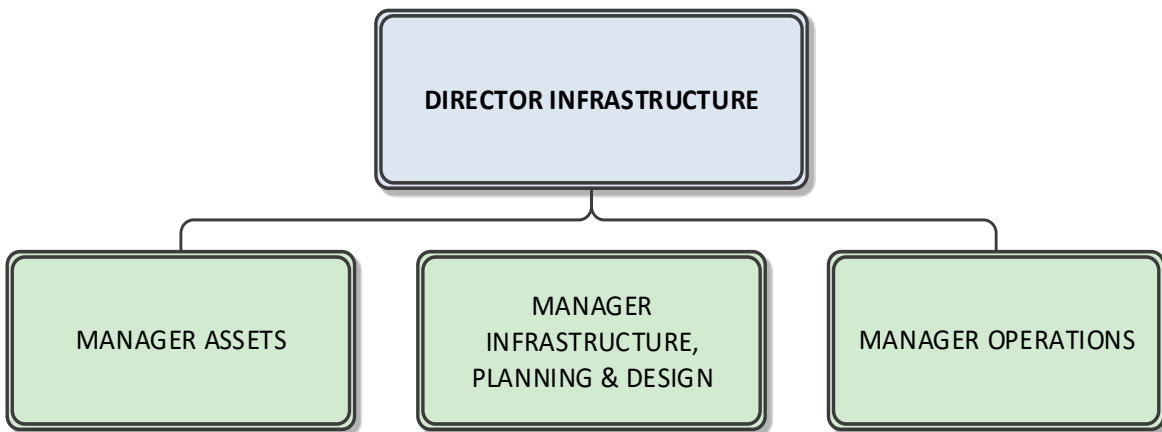 DIRECTOR INFRASTRUCTURE
MANAGER ASSETS
MANAGER
INFRASTRUCTURE,
PLANNING & DESIGN
MANAGER OPERATIONS